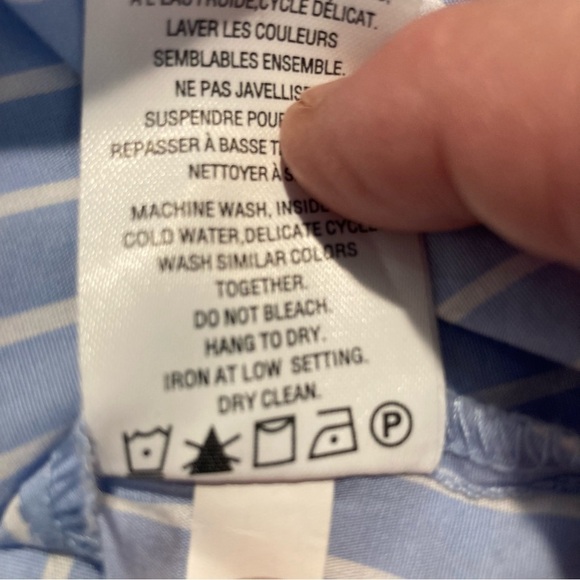 À L'EAU FROIDE,CYCLE DÉLICAT.
LAVER LES COULEURS
SEMBLABLES ENSEMBLE.
NE PAS JAVELLISE
SUSPENDRE POUR
REPASSER À BASSE T
NETTOYER À S
MACHINE WASH, INSIDE
COLD WATER,DELICATE CYCLE
WASH SIMILAR COLORS
TOGETHER.
DO NOT BLEACH.
HANG TO DRY.
IRON AT LOW SETTING.
DRY CLEAN.
P